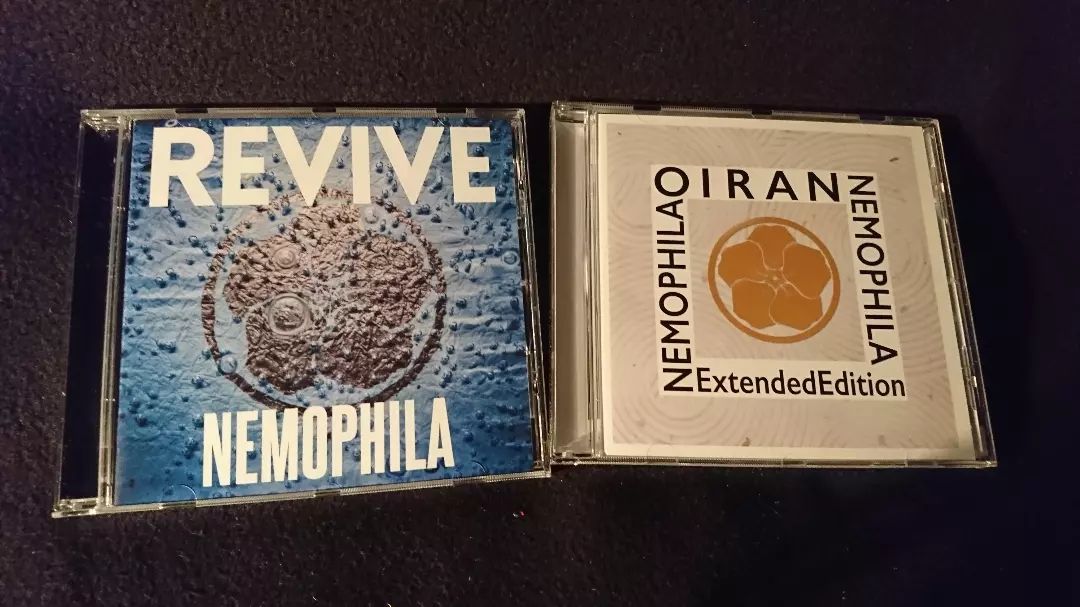 REVIVE
NEMOPHILA
OIRAN
NEMOPHILA
NEMOPHILA
ExtendedEdition